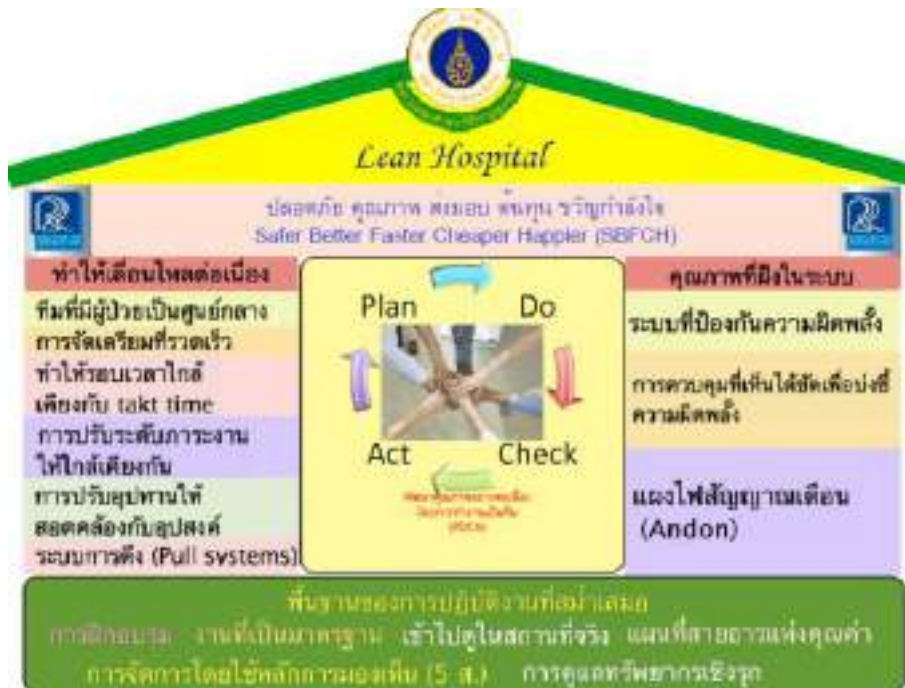 Lean Hospital
ปลอดภัย คุณภาพ ส่งมอบ ต้นทุน ขวัญกำลังใจ
Safer Better Faster Cheaper Happier (SBFCH)
ทำให้เลื่อนไหลต่อเนื่อง
ทีมที่มีผู้ป่วยเป็นศูนย์กลาง
การจัดเตรียมที่รวดเร็ว
ทำให้รอบเวลาใกล้
เคียงกับ takt time
การปรับระดับภาระงาน
ให้ใกล้เคียงกัน
การปรับอุปทานให้
สอดคล้องกับอุปสงค์
ระบบการดึง (Pull systems)
Plan
Do
Act
Check
คุณภาพที่ฝังในระบบ
ระบบที่ป้องกันความผิดพลั้ง
การควบคุมที่เห็นได้ชัดเพื่อบ่งชี้
ความผิดพลั้ง
แผงไฟสัญญาณเตือน
(Andon)
พื้นฐานของการปฏิบัติงานที่สม่ำเสมอ
การฝึกอบรม งานที่เป็นมาตรฐาน เข้าไปดูในสถานที่จริง แผนที่สายธารแห่งคุณค่า
การจัดการโดยใช้หลักการมองเห็น (5 ส.) การดูแลทรัพยากรเชิงรุก